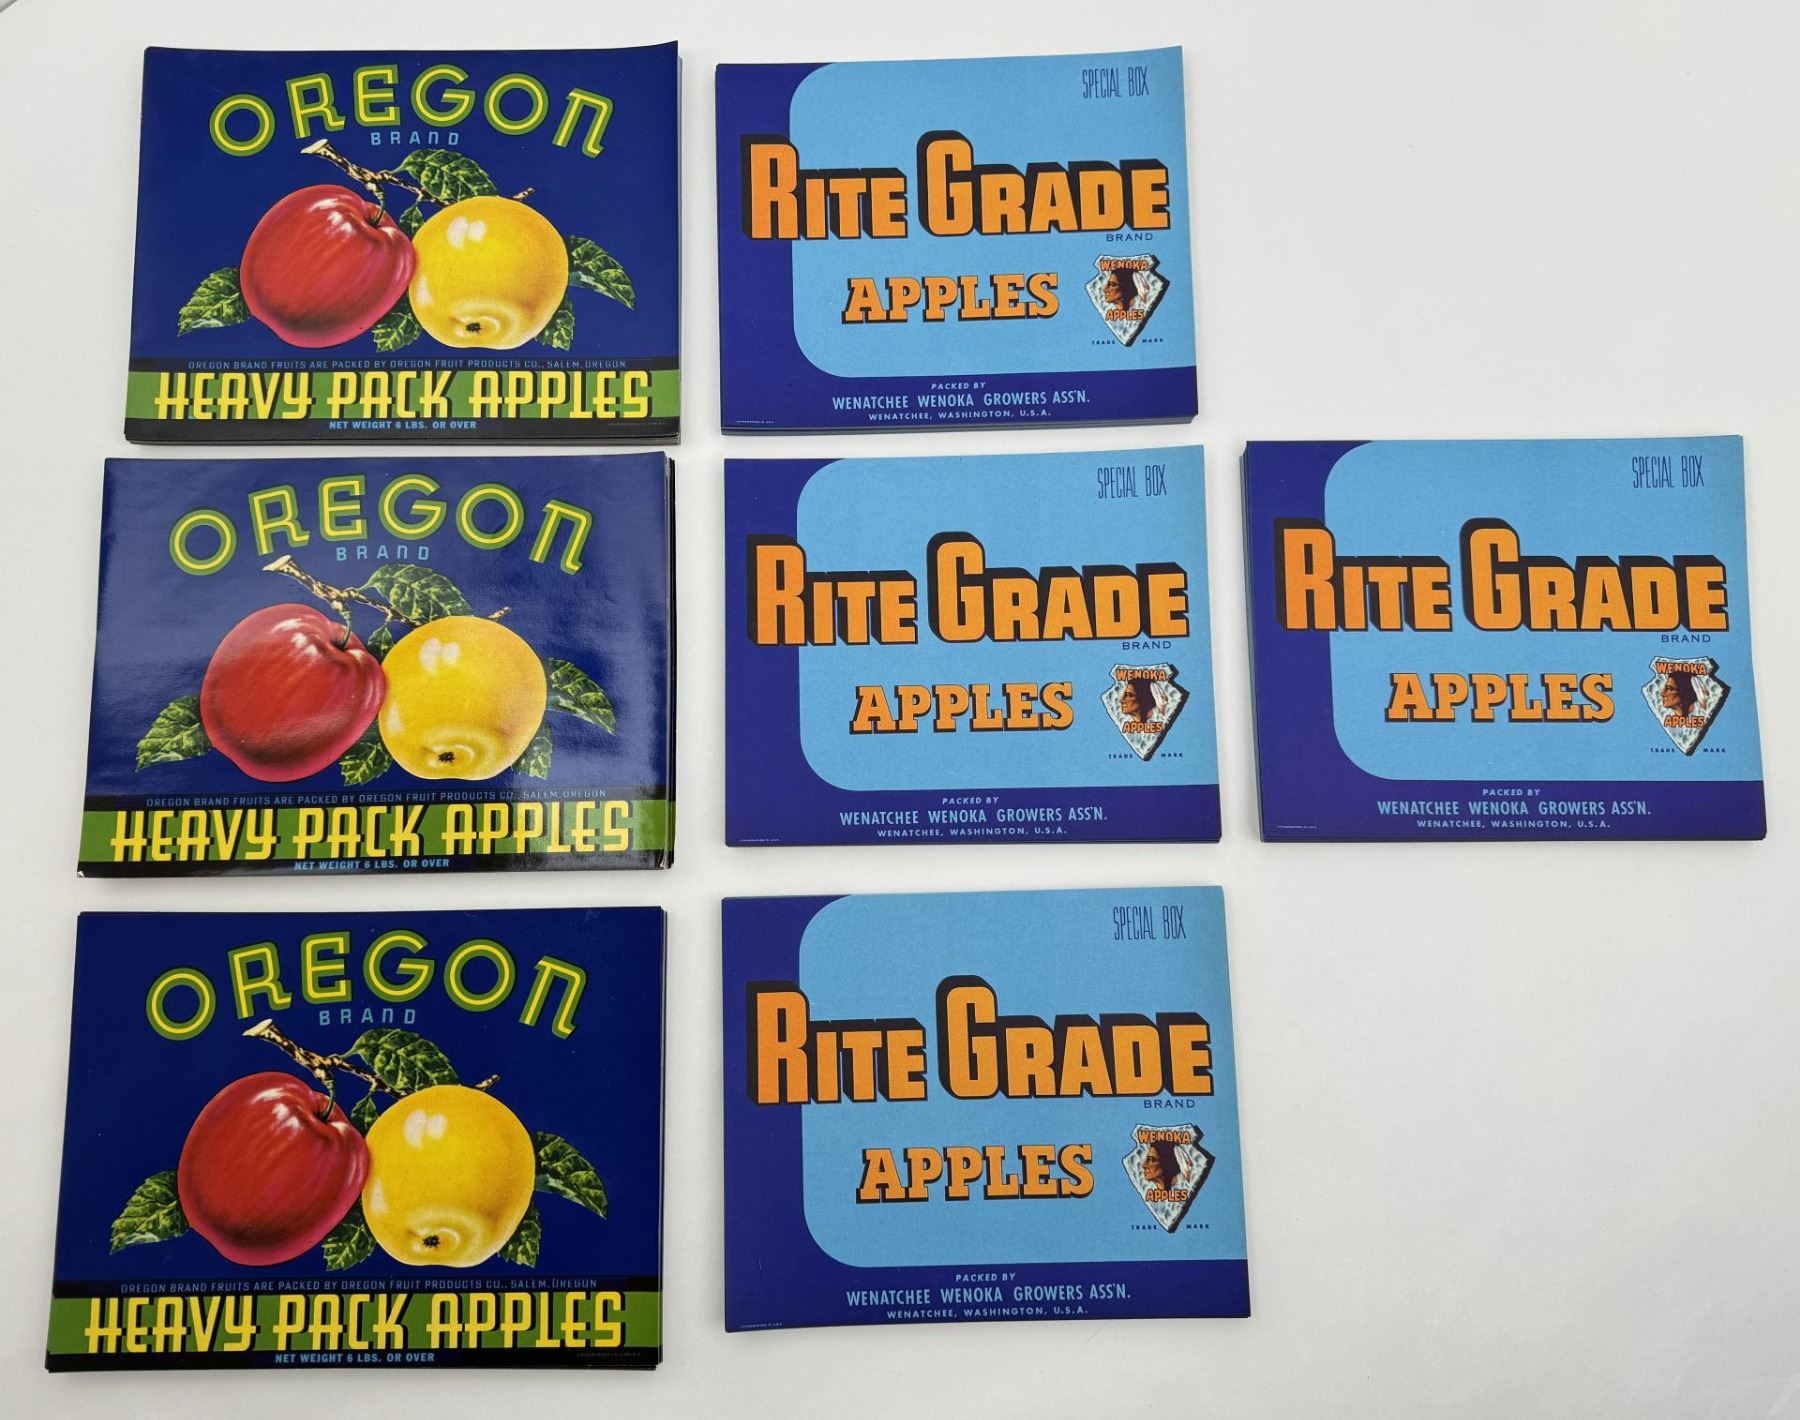 OREGON
BRAND
OREGON BRAND FRUITS ARE PACKED BY OREGON FRUIT PRODUCTS CO., SALEM, OREGON
HEAVY PACK APPLES
NET WEIGHT 6 LBS. OR OVER
SPECIAL BOX
RITE GRADE
BRAND
APPLES
WENOKA
APPLES
TRADE MARK
PACKED BY
WENATCHEE WENOKA GROWERS ASS'N.
WENATCHEE, WASHINGTON, U.S.A.
OREGON
BRAND
OREGON BRAND FRUITS ARE PACKED BY OREGON FRUIT PRODUCTS CO., SALEM, OREGON
HEAVY PACK APPLES
NET WEIGHT 6 LBS. OR OVER
SPECIAL BOX
RITE GRADE
BRAND
APPLES
WENOKA
APPLES
TRADE MARK
PACKED BY
WENATCHEE WENOKA GROWERS ASS'N.
WENATCHEE, WASHINGTON, U.S.A.
SPECIAL BOX
RITE GRADE
BRAND
APPLES
WENOKA
APPLES
TRADE MARK
PACKED BY
WENATCHEE WENOKA GROWERS ASS'N.
WENATCHEE, WASHINGTON, U.S.A.
OREGON
BRAND
OREGON BRAND FRUITS ARE PACKED BY OREGON FRUIT PRODUCTS CO., SALEM, OREGON
HEAVY PACK APPLES
NET WEIGHT 6 LBS. OR OVER
SPECIAL BOX
RITE GRADE
BRAND
APPLES
WENOKA
APPLES
TRADE MARK
PACKED BY
WENATCHEE WENOKA GROWERS ASS'N.
WENATCHEE, WASHINGTON, U.S.A.